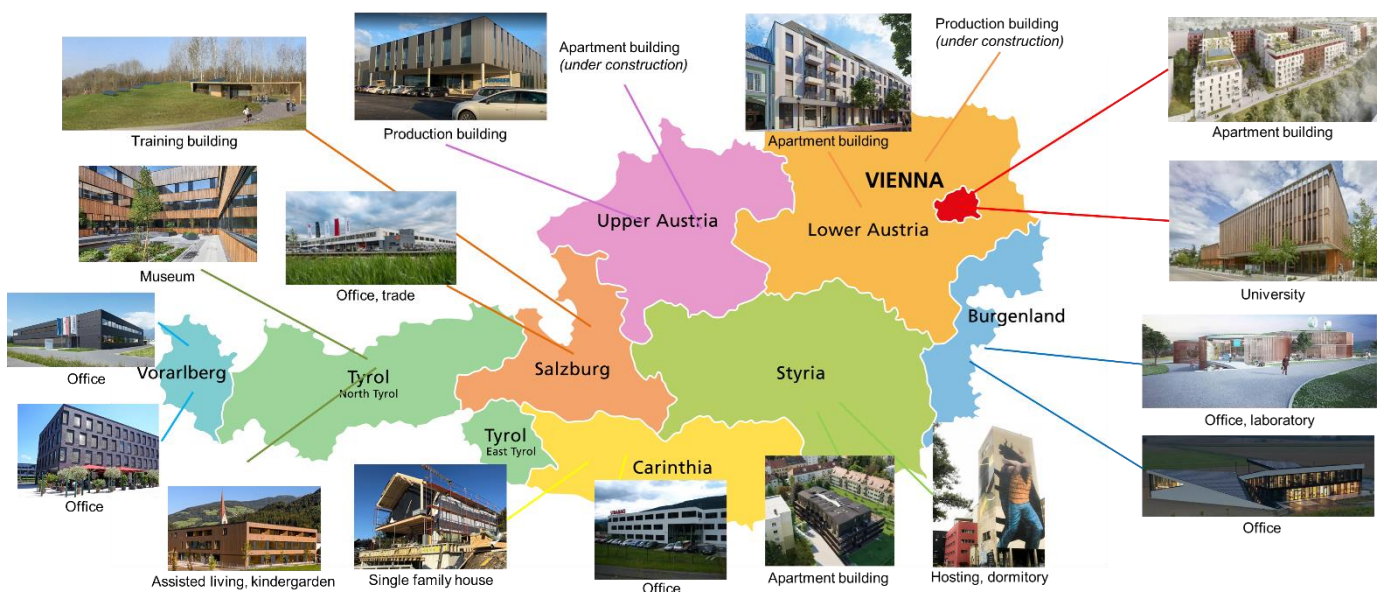 Training building
Production building
Apartment building
(under construction)
Apartment building
Production building
(under construction)
Apartment building
Museum
Office, trade
University
Office
Office
Office, laboratory
Office
Assisted living, kindergarden
Single family house
Office
Apartment building
Hosting, dormitory
VIENNA
Upper Austria
Lower Austria
Burgenland
Vorarlberg
Tyrol
North Tyrol
Salzburg
Styria
Tyrol
East Tyrol
Carinthia